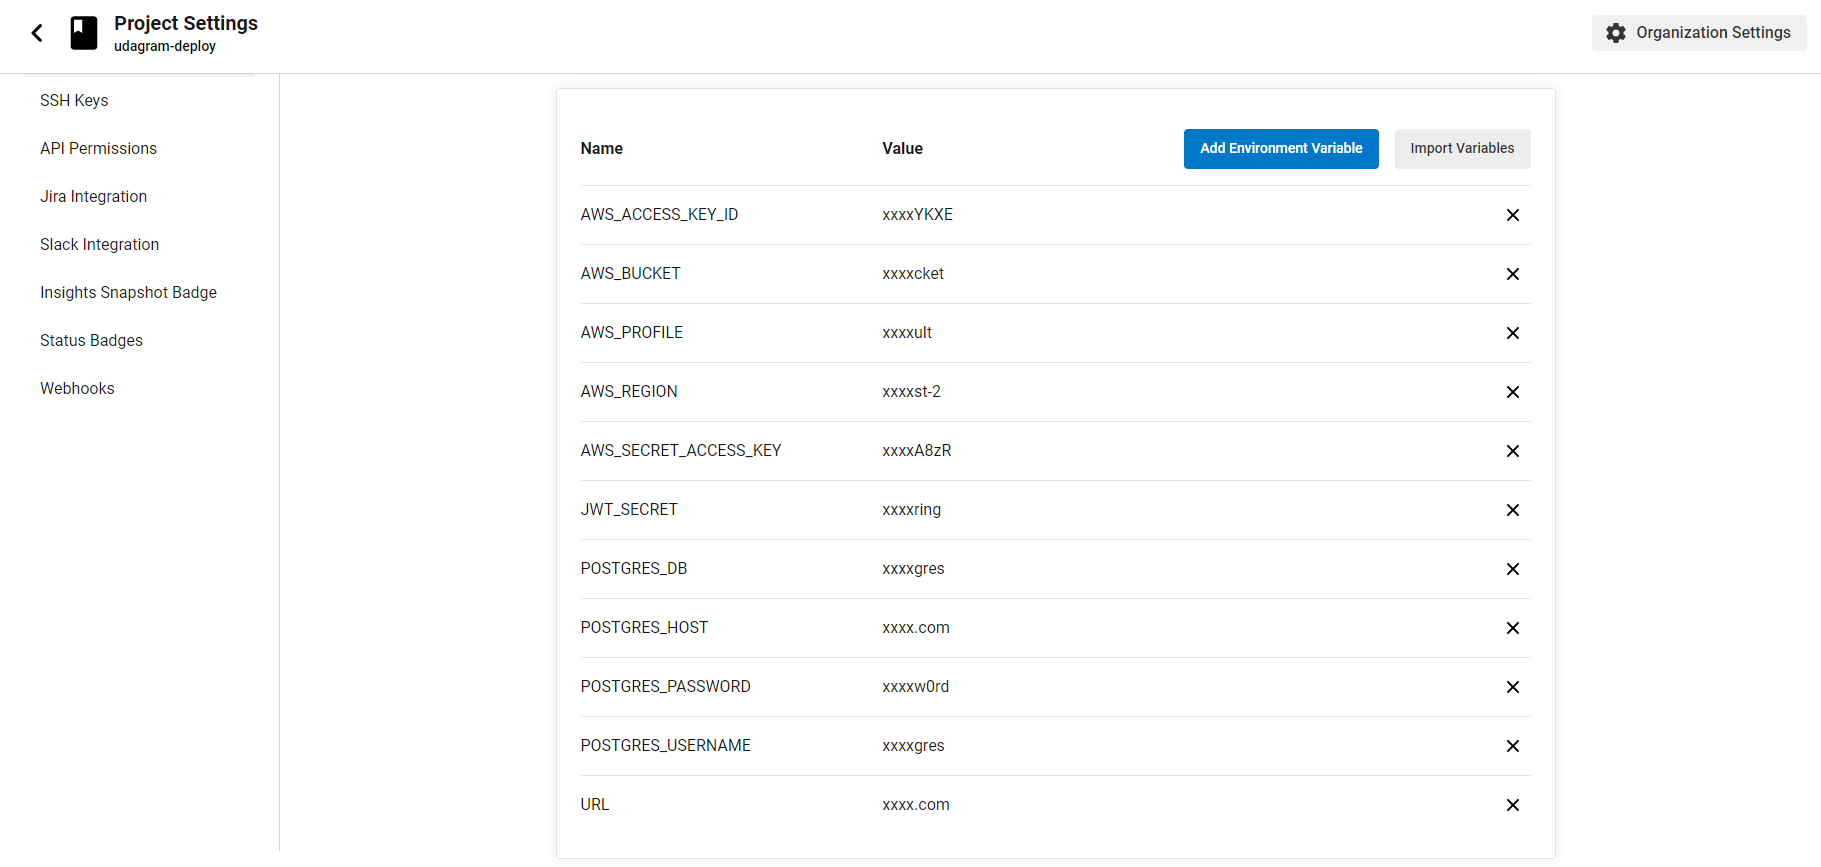 Project Settings
udagram-deploy
Organization Settings
SSH Keys
API Permissions
Jira Integration
Slack Integration
Insights Snapshot Badge
Status Badges
Webhooks
Name Value Add Environment Variable Import Variables
AWS_ACCESS_KEY_ID xxxxYKXE
AWS_BUCKET xxxxcket
AWS_PROFILE xxxxult
AWS_REGION xxxxst-2
AWS_SECRET_ACCESS_KEY xxxxA8zR
JWT_SECRET xxxxring
POSTGRES_DB xxxxgres
POSTGRES_HOST xxxx.com
POSTGRES_PASSWORD xxxxw0rd
POSTGRES_USERNAME xxxxgres
URL xxxx.com